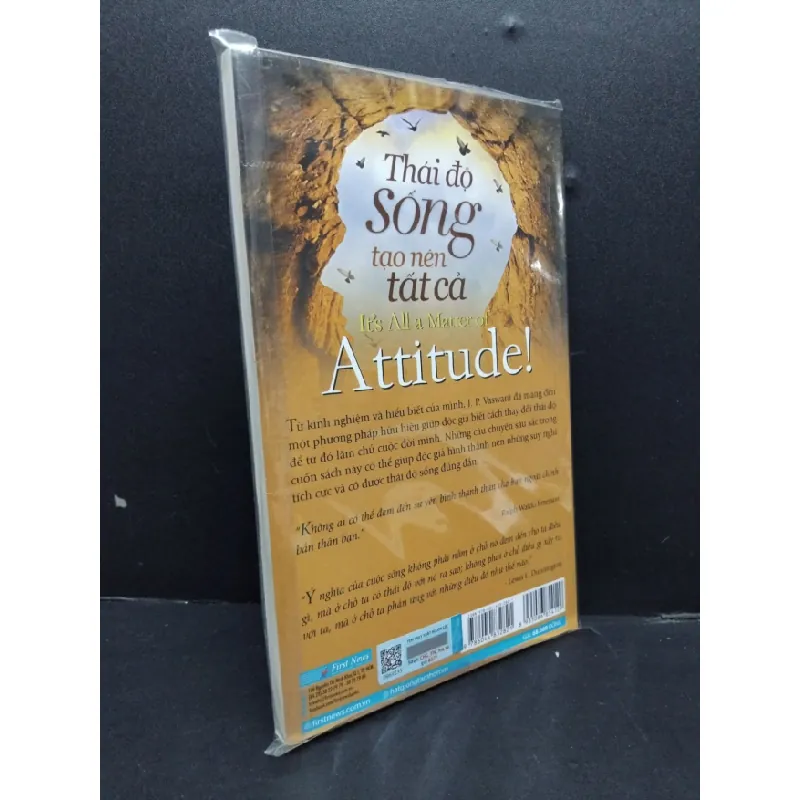 Thái độ
sống
tạo nên
tất cả
It's All a Matter of
Attitude!
Từ kinh nghiệm và hiểu biết của mình, J. P. Vaswani đã mang đến
một phương pháp hữu hiệu giúp độc giả biết cách thay đổi thái độ
để từ đó làm chủ cuộc đời mình. Những câu chuyện sâu sắc trong
cuốn sách này có thể giúp độc giả hình thành nên những suy nghĩ
tích cực và có được thái độ sống đúng đắn.
"Không ai có thể đem đến sự yên bình thanh thản cho bạn ngoài chính
bản thân bạn."
- Ralph Waldo Emerson
"Ý nghĩa của cuộc sống không phải nằm ở chỗ nó đem đến cho ta điều
gì, mà ở chỗ ta có thái độ với nó ra sao; không phải ở chỗ điều gì xảy ra
với ta, mà ở chỗ ta phản ứng với những điều đó như thế nào."
First News
firstnews.com.vn